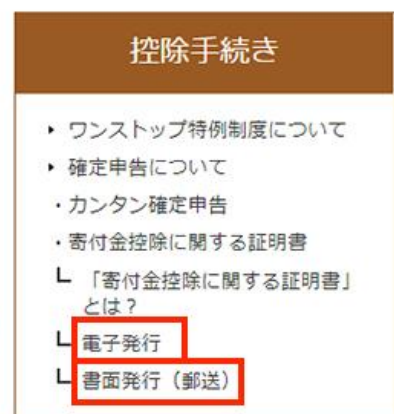 控除手続き
▸ ワンストップ特例制度について
▸ 確定申告について
・カンタン確定申告
・寄付金控除に関する証明書
┗ 「寄付金控除に関する証明書」
とは？
┗ 電子発行
┗ 書面発行（郵送）